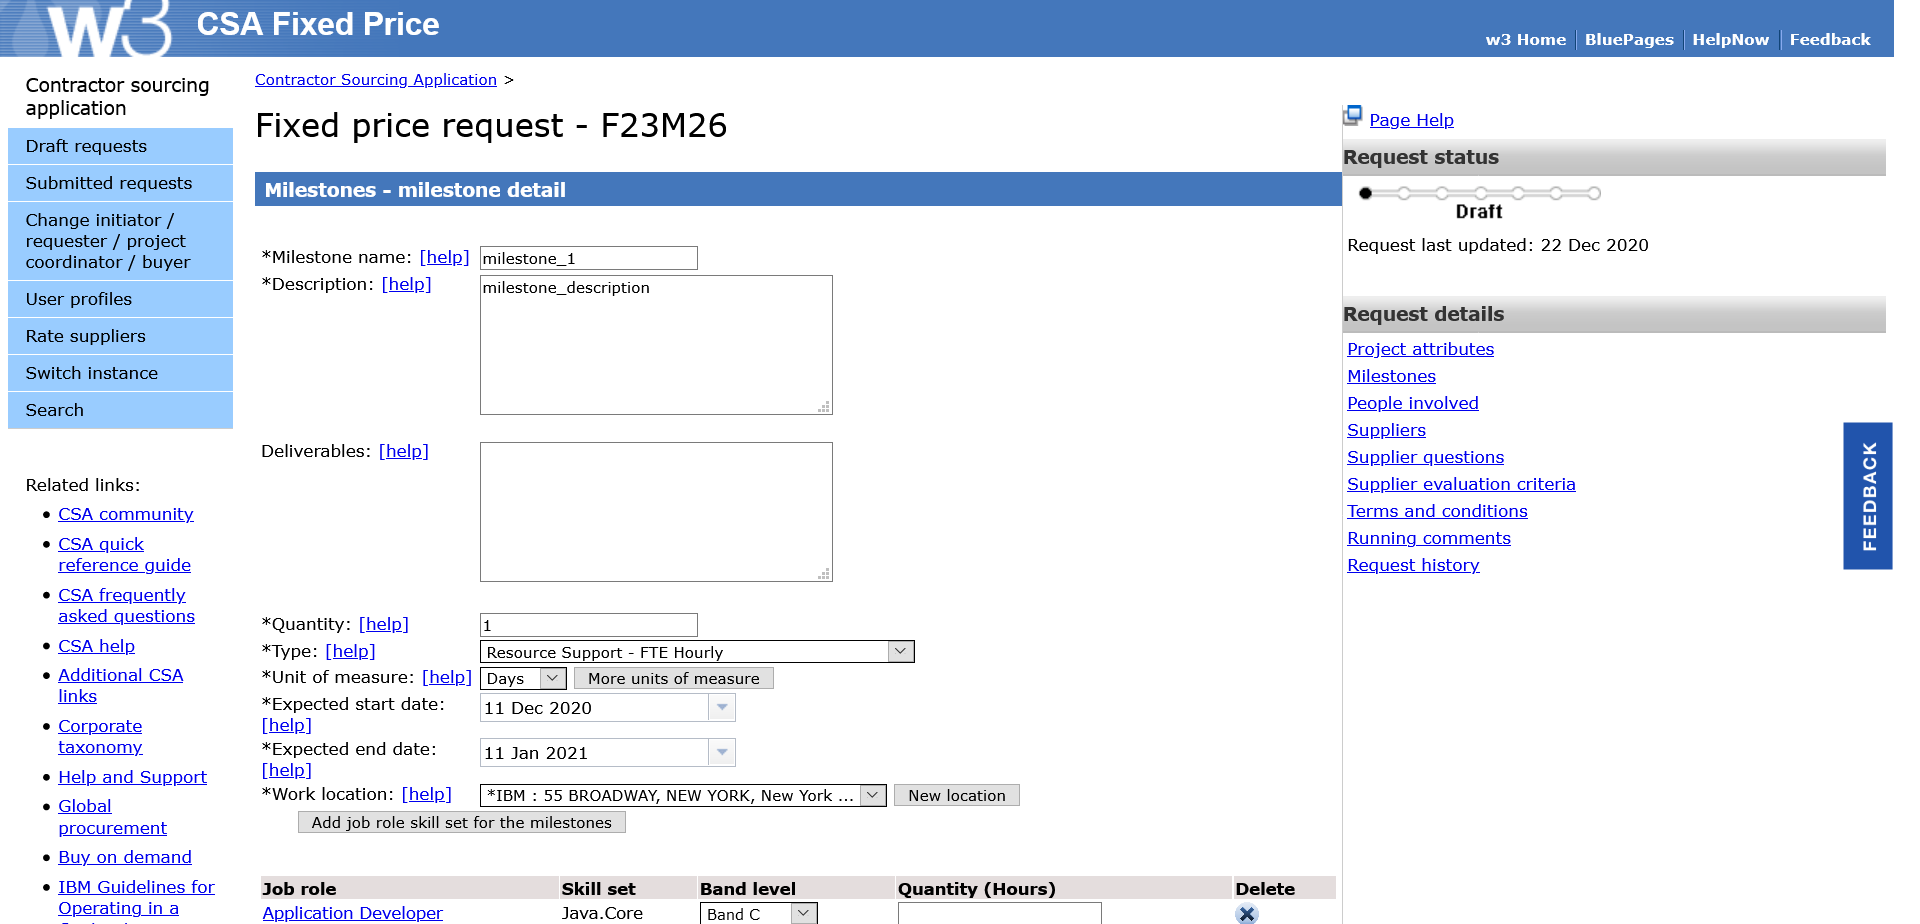 w3
CSA Fixed Price
w3 Home
BluePages
HelpNow
Feedback
Contractor sourcing
application
Draft requests
Submitted requests
Change initiator /
requester / project
coordinator / buyer
User profiles
Rate suppliers
Switch instance
Search
Related links:
CSA community
CSA quick
reference guide
CSA frequently
asked questions
CSA help
Additional CSA
links
Corporate
taxonomy
Help and Support
Global
procurement
Buy on demand
IBM Guidelines for
Operating in a
Contractor Sourcing Application >
Fixed price request - F23M26
Milestones - milestone detail
*Milestone name: [help] milestone_1
*Description: [help] milestone_description
Deliverables: [help]
*Quantity: [help] 1
*Type: [help] Resource Support - FTE Hourly
*Unit of measure: [help] Days More units of measure
*Expected start date: 11 Dec 2020
[help]
*Expected end date: 11 Jan 2021
[help]
*Work location: [help] *IBM : 55 BROADWAY, NEW YORK, New York ... New location
Add job role skill set for the milestones
Job role Skill set Band level Quantity (Hours) Delete
Application Developer Java.Core Band C
Page Help
Request status
Draft
Request last updated: 22 Dec 2020
Request details
Project attributes
Milestones
People involved
Suppliers
Supplier questions
Supplier evaluation criteria
Terms and conditions
Running comments
Request history
FEEDBACK